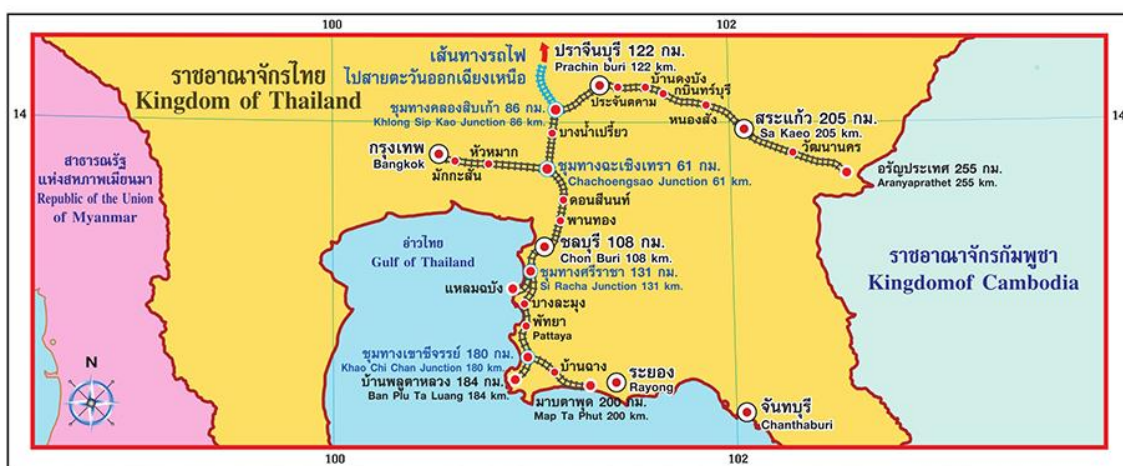 100
102
14
14
เส้นทางรถไฟ
ไปสายตะวันออกเฉียงเหนือ
ราชอาณาจักรไทย
Kingdom of Thailand
ปราจีนบุรี 122 กม.
Prachin buri 122 km.
ประจันตคาม
บ้านดงบัง
กบินทร์บุรี
หนองสัง
สระแก้ว 205 กม.
Sa Kaeo 205 km.
วัฒนานคร
อรัญประเทศ 255 กม.
Aranyaprathet 255 km.
ชุมทางคลองสิบเก้า 86 กม.
Khlong Sip Kao Junction 86 km.
บางน้ำเปรี้ยว
กรุงเทพ
Bangkok
มักกะสัน
หัวหมาก
ชุมทางฉะเชิงเทรา 61 กม.
Chachoengsao Junction 61 km.
สาธารณรัฐ
แห่งสหภาพเมียนมา
Republic of the Union
of Myanmar
ดอนสีนนท์
พานทอง
อ่าวไทย
Gulf of Thailand
ชลบุรี 108 กม.
Chon Buri 108 km.
ชุมทางศรีราชา 131 กม.
Si Racha Junction 131 km.
แหลมฉบัง
บางละมุง
พัทยา
Pattaya
ราชอาณาจักรกัมพูชา
Kingdomof Cambodia
ชุมทางเขาชีจรรย์ 180 กม.
Khao Chi Chan Junction 180 km.
บ้านพลูตาหลวง 184 กม.
Ban Plu Ta Luang 184 km.
บ้านฉาง
ระยอง
Rayong
มาบตาพุด 200 กม.
Map Ta Phut 200 km.
จันทบุรี
Chanthaburi
N
100
102